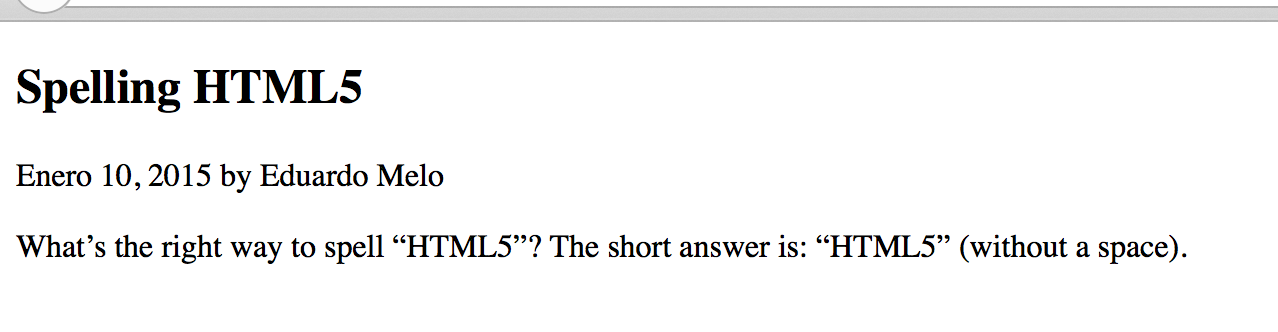 Spelling HTML5
Enero 10, 2015 by Eduardo Melo
What’s the right way to spell “HTML5”? The short answer is: “HTML5” (without a space).